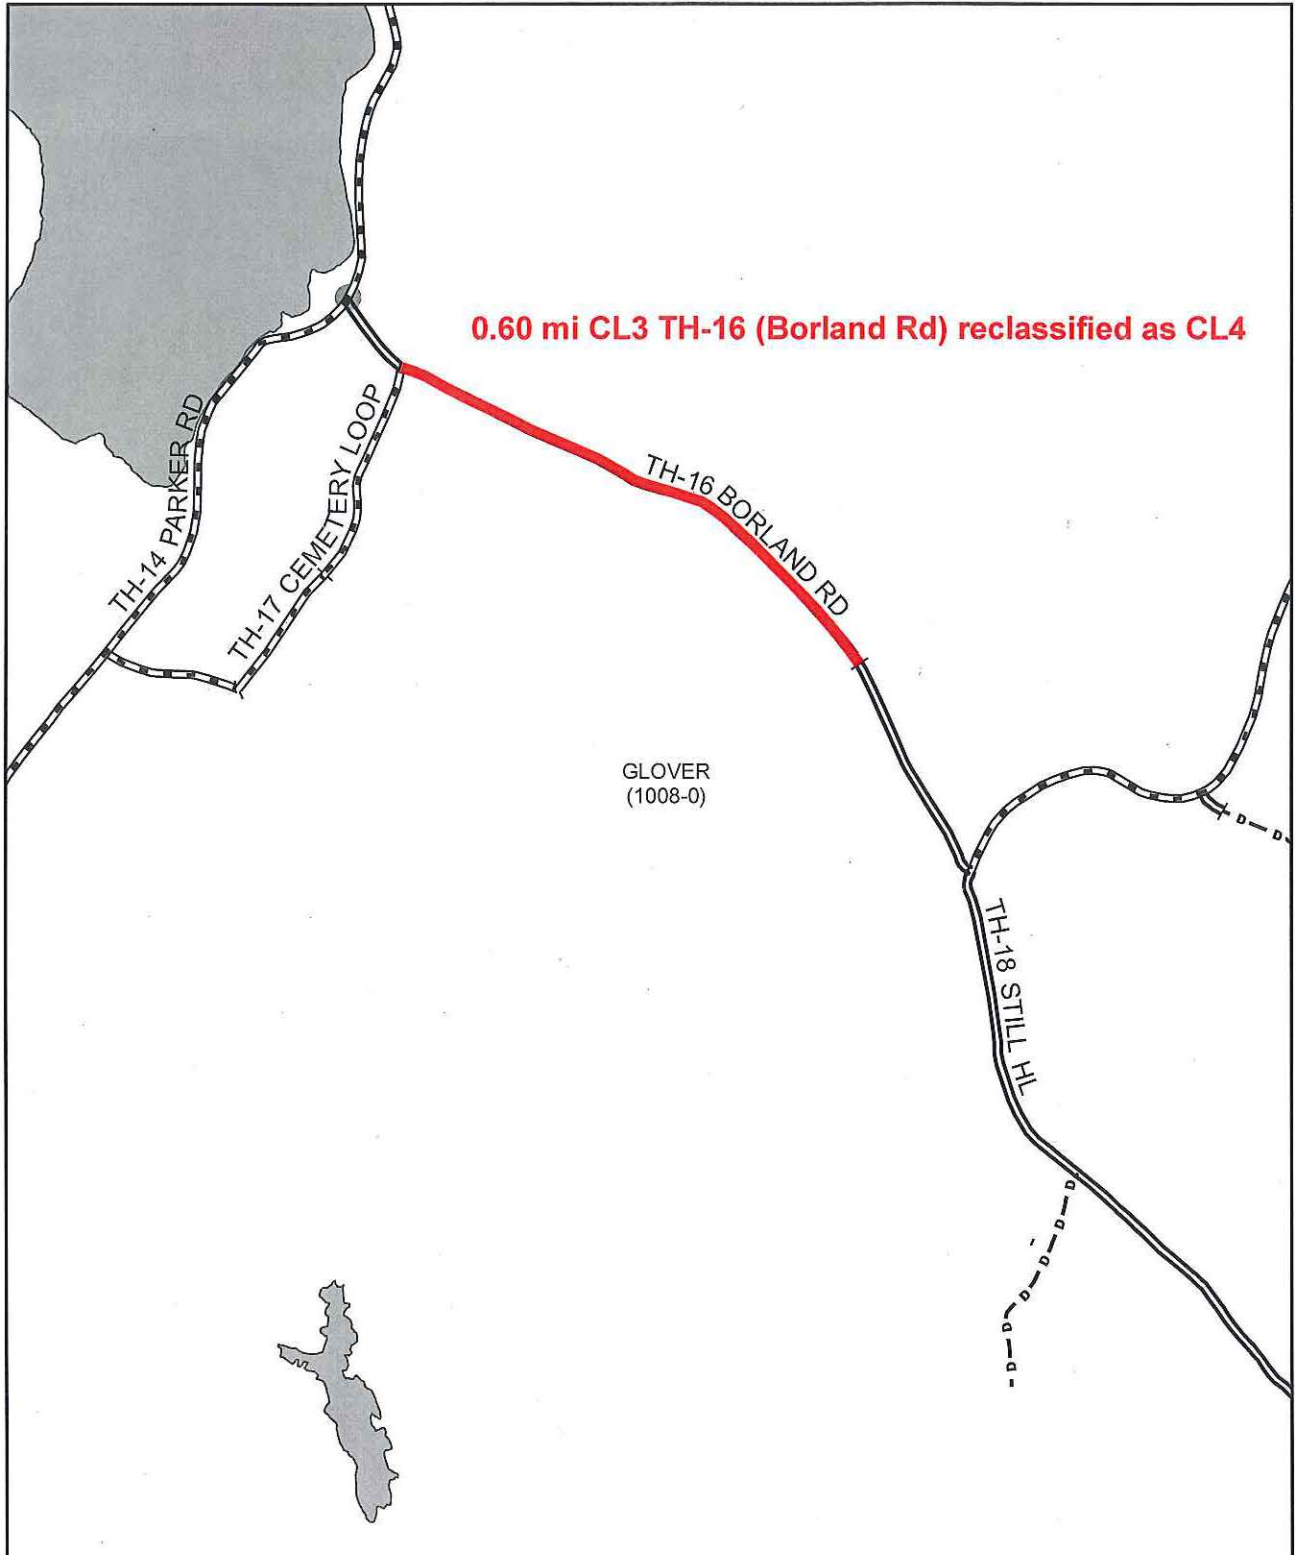 0.60 mi CL3 TH-16 (Borland Rd) reclassified as CL4
TH-14 PARKER RD
TH-17 CEMETERY LOOP
TH-16 BORLAND RD
GLOVER
(1008-0)
D
D
TH-18 STILL HL
D
D
D
D
D
D